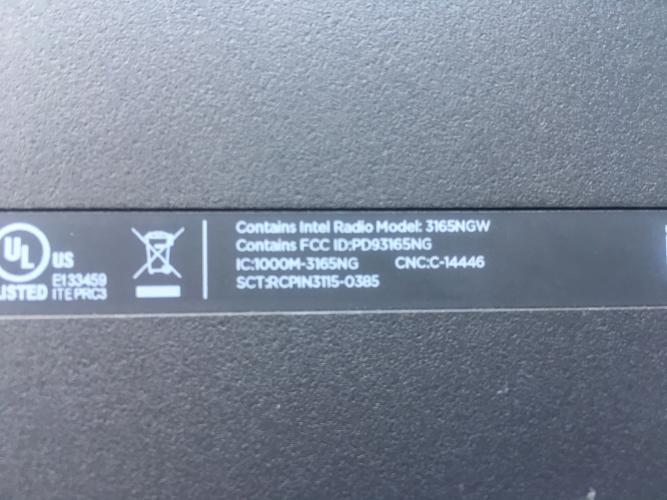 UL US
LISTED
E133459
ITE PRC3
Contains Intel Radio Model: 3165NGW
Contains FCC ID:PD93165NG
IC:1000M-3165NG CNC:C-14446
SCT:RCPIN3115-0385